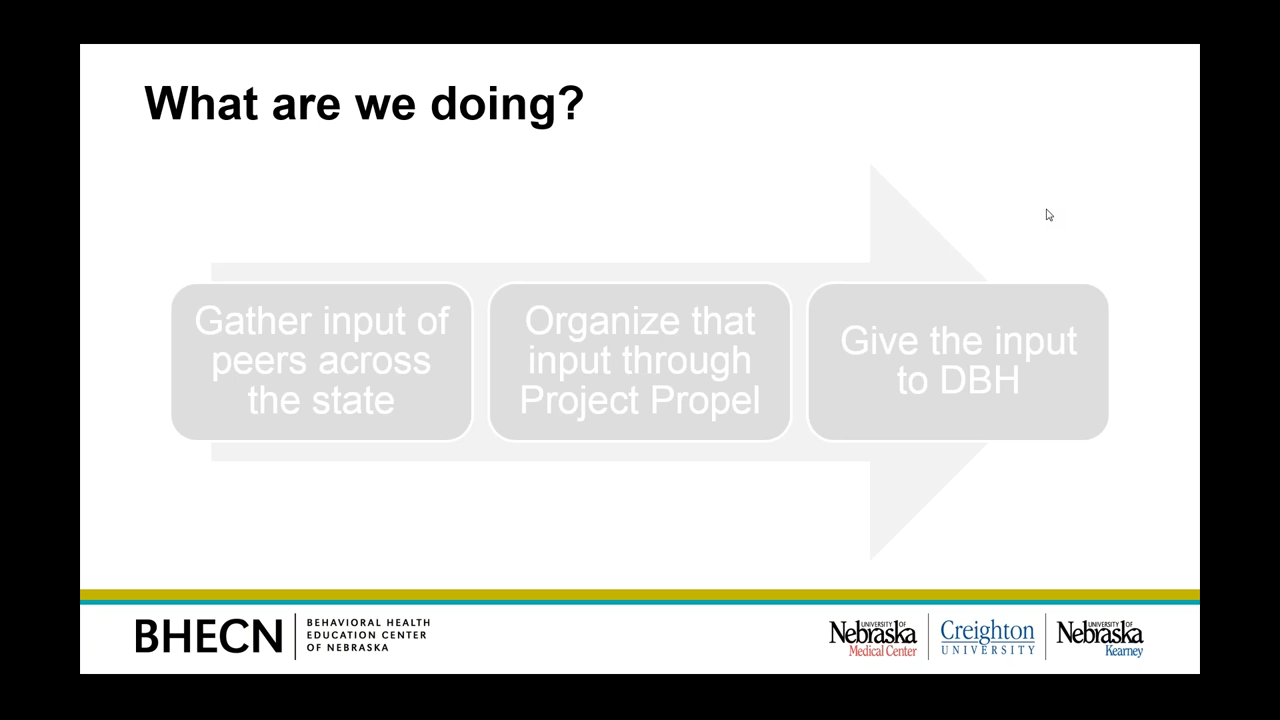 What are we doing?
Gather input of
peers across
the state
Organize that
input through
Project Propel
Give the input
to DBH
BHECN
BEHAVIORAL HEALTH
EDUCATION CENTER
OF NEBRASKA
UNIVERSITY OF
Nebraska
Medical Center
Creighton
UNIVERSITY
UNIVERSITY OF
Nebraska
Kearney